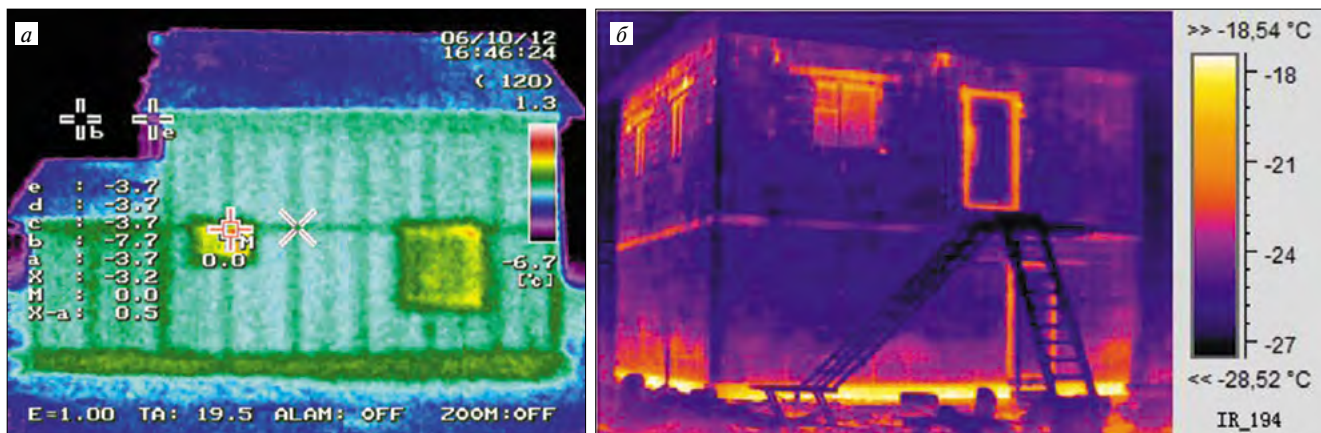 а
06/10/12
16:46:24
( 120)
1.3
b
e
e : -3.7
d : -3.7
c : -3.7
b : -7.7
a : -3.7
X : -3.2
M : 0.0
X-a : 0.5
M
0.0
-6.7
[℃]
E=1.00 TA: 19.5 ALAM: OFF ZOOM:OFF
б
>> -18,54 °C
-18
-21
-24
-27
<< -28,52 °C
IR_194